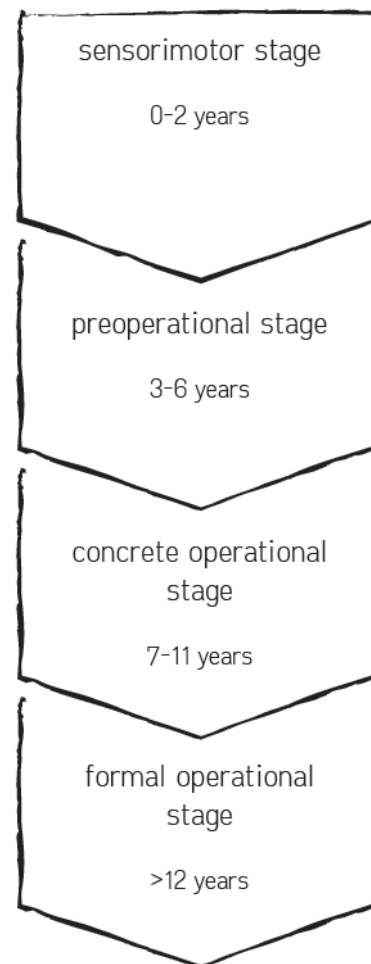 sensorimotor stage
0-2 years
preoperational stage
3-6 years
concrete operational
stage
7-11 years
formal operational
stage
>12 years